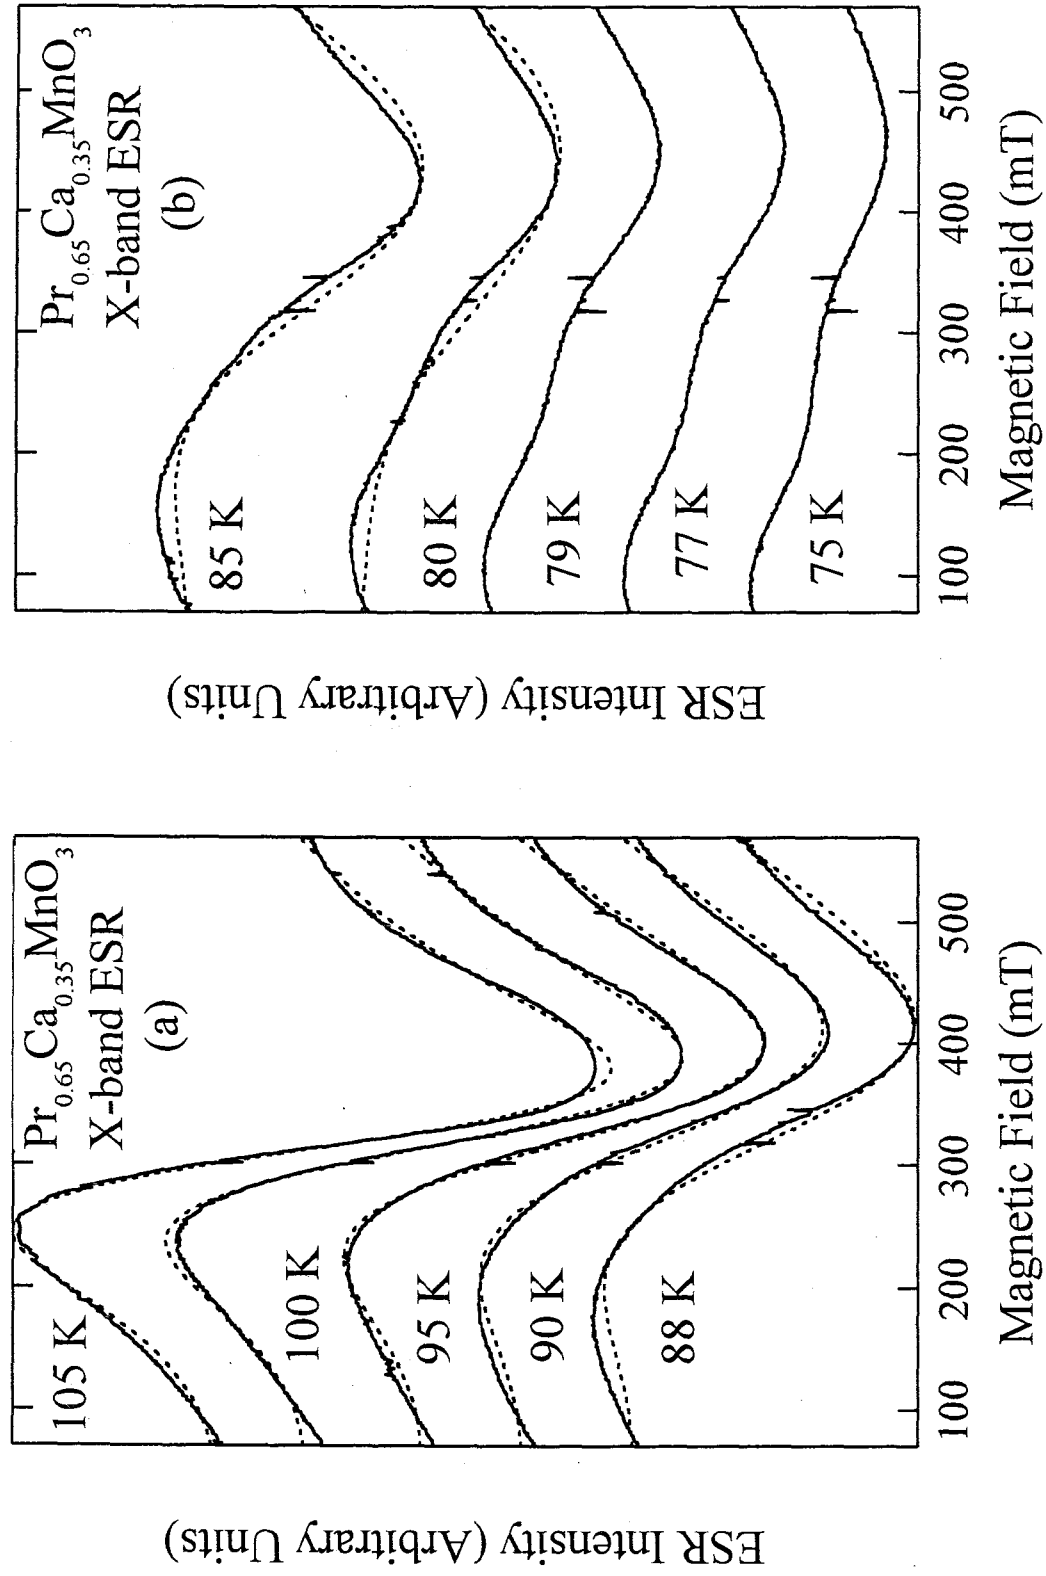 Pr0.65Ca0.35MnO3
X-band ESR
(a)
105 K
100 K
95 K
90 K
88 K
100 200 300 400 500
Magnetic Field (mT)
ESR Intensity (Arbitrary Units)
Pr0.65Ca0.35MnO3
X-band ESR
(b)
85 K
80 K
79 K
77 K
75 K
100 200 300 400 500
Magnetic Field (mT)
ESR Intensity (Arbitrary Units)